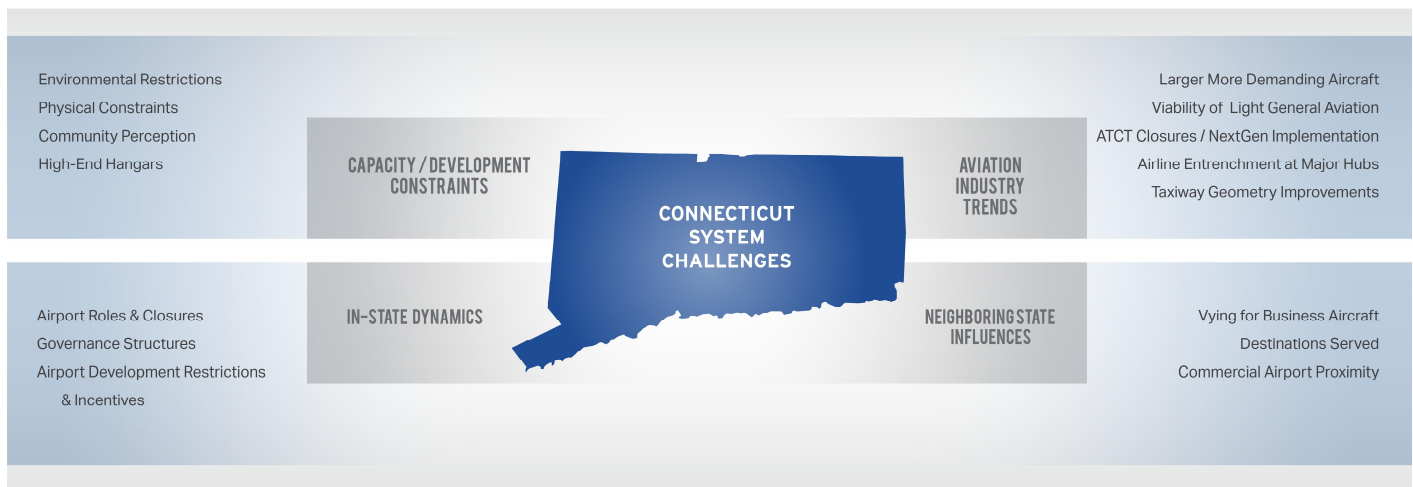 Environmental Restrictions
Physical Constraints
Community Perception
High-End Hangars
CAPACITY / DEVELOPMENT
CONSTRAINTS
Larger More Demanding Aircraft
Viability of Light General Aviation
ATCT Closures / NextGen Implementation
Airline Entrenchment at Major Hubs
Taxiway Geometry Improvements
AVIATION
INDUSTRY
TRENDS
CONNECTICUT
SYSTEM
CHALLENGES
Airport Roles & Closures
Governance Structures
Airport Development Restrictions
& Incentives
IN-STATE DYNAMICS
NEIGHBORING STATE
INFLUENCES
Vying for Business Aircraft
Destinations Served
Commercial Airport Proximity